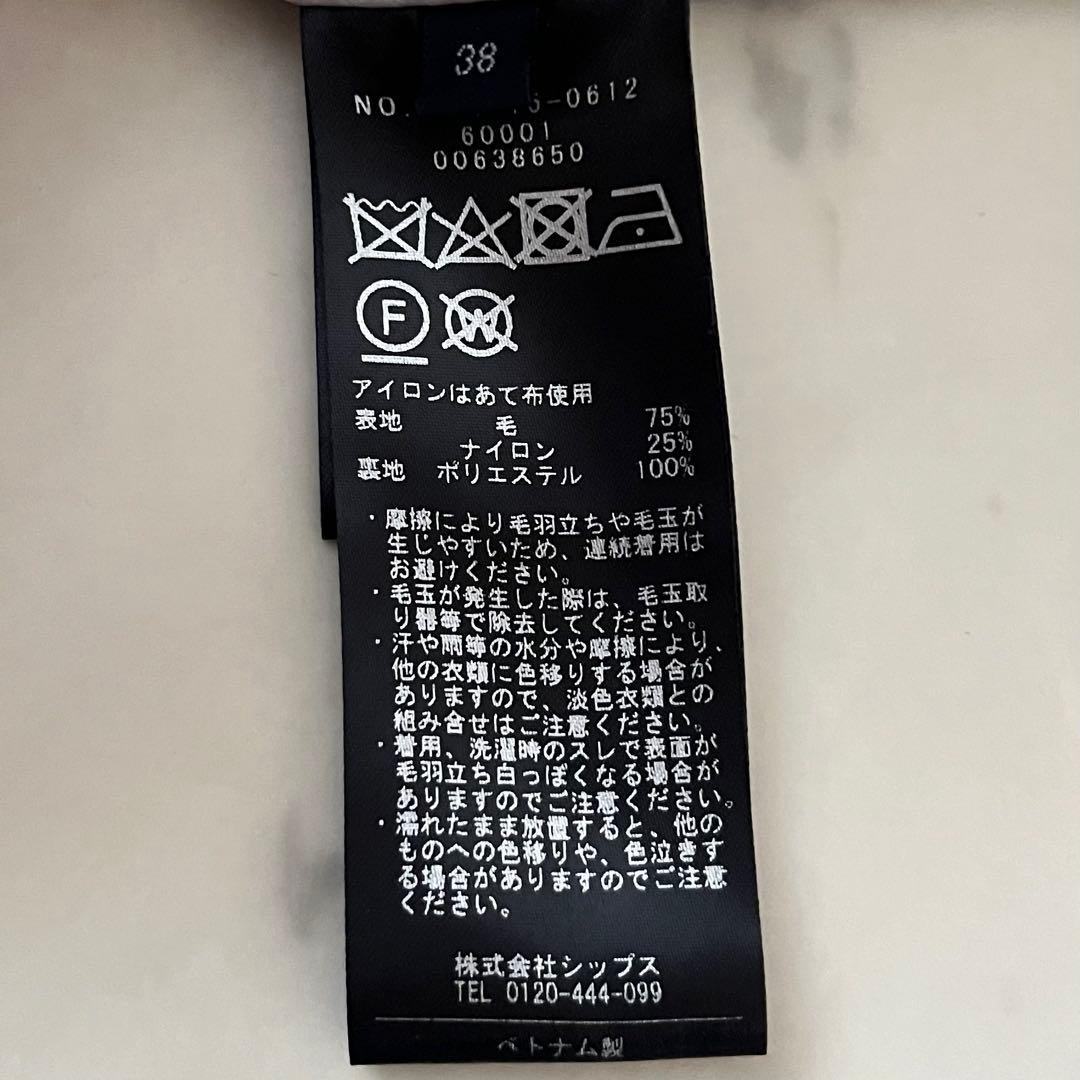 38
NO. 5-0612
60001
00638650
F
W
アイロンはあて布使用
表地 毛 75%
ナイロン 25%
裏地 ポリエステル 100%
・摩擦により毛羽立ちや毛玉が
生じやすいため、連続着用は
お避けください。
・毛玉が発生した際は、毛玉取
り器等で除去してください。
・汗や雨等の水分や摩擦により、
他の衣類に色移りする場合が
ありますので、淡色衣類との
組み合せはご注意ください。
・着用、洗濯時のスレで表面が
毛羽立ち白っぽくなる場合が
ありますのでご注意ください。
・濡れたまま放置すると、他の
ものへの色移りや、色泣きす
る場合がありますのでご注意
ください。
株式会社シップス
TEL 0120-444-099
ベトナム製